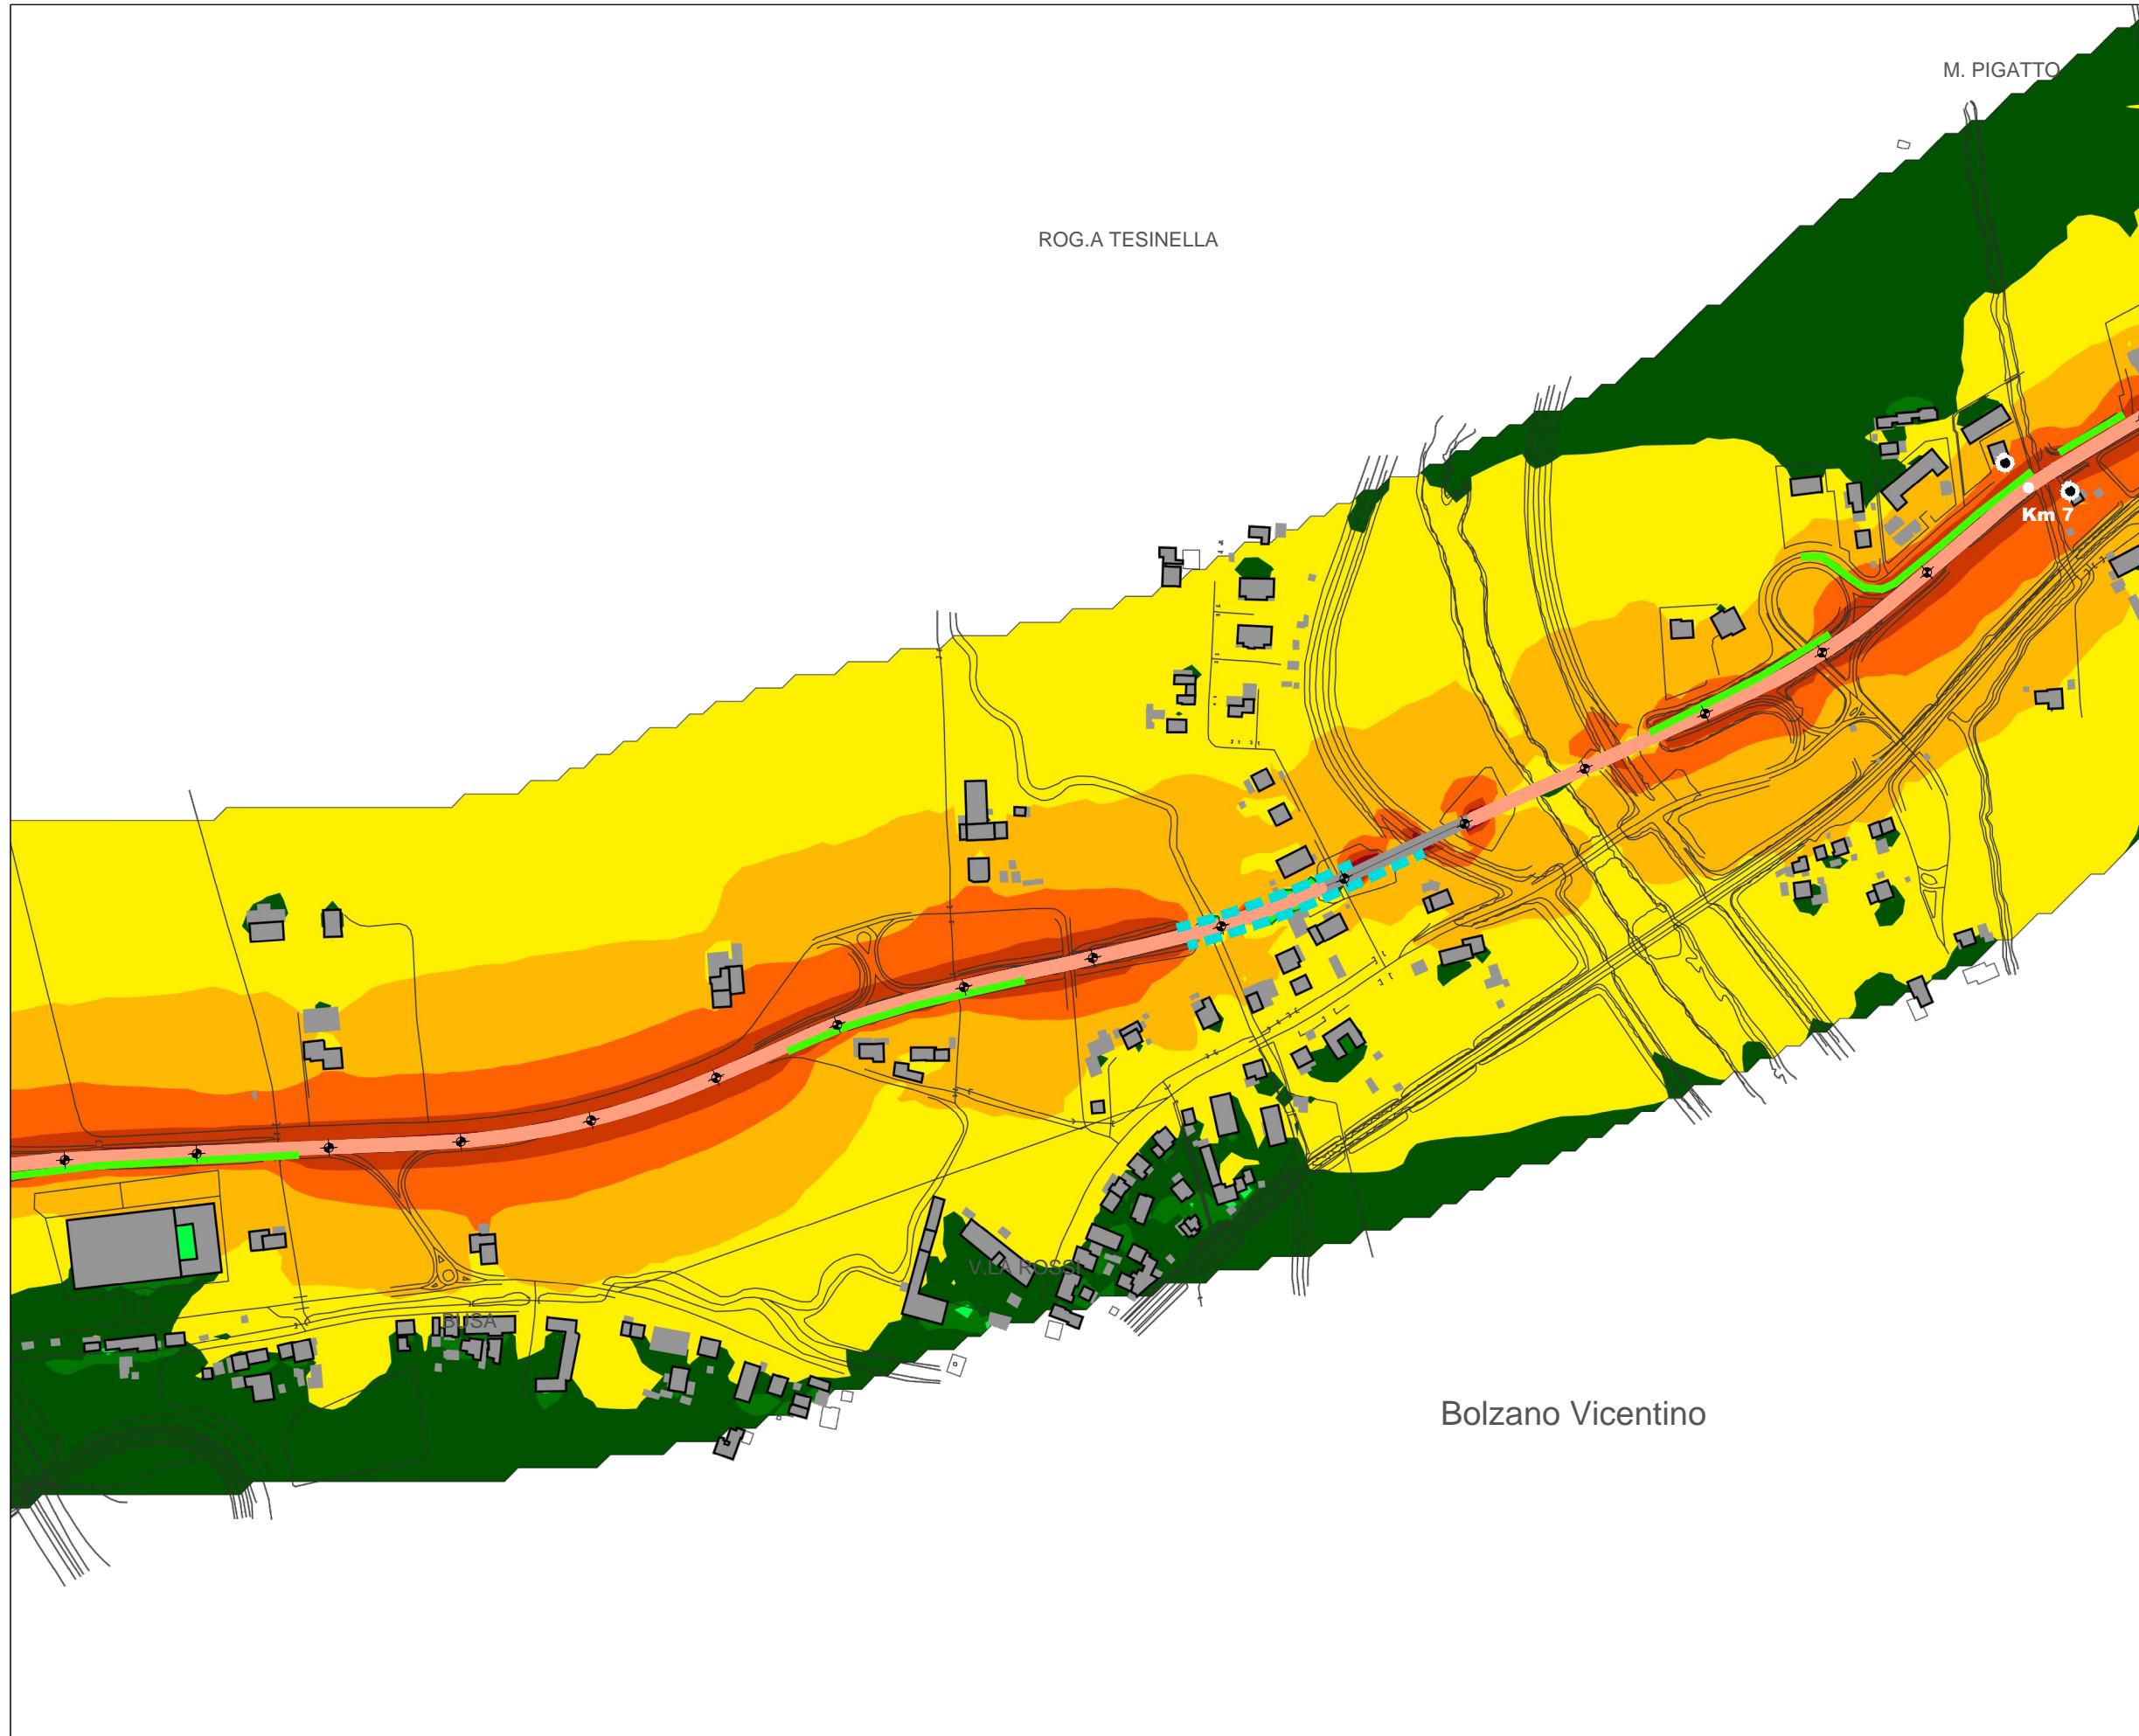 M. PIGATTO
ROG.A TESINELLA
Km 7
V.LA ROSSI
BUSA
Bolzano Vicentino